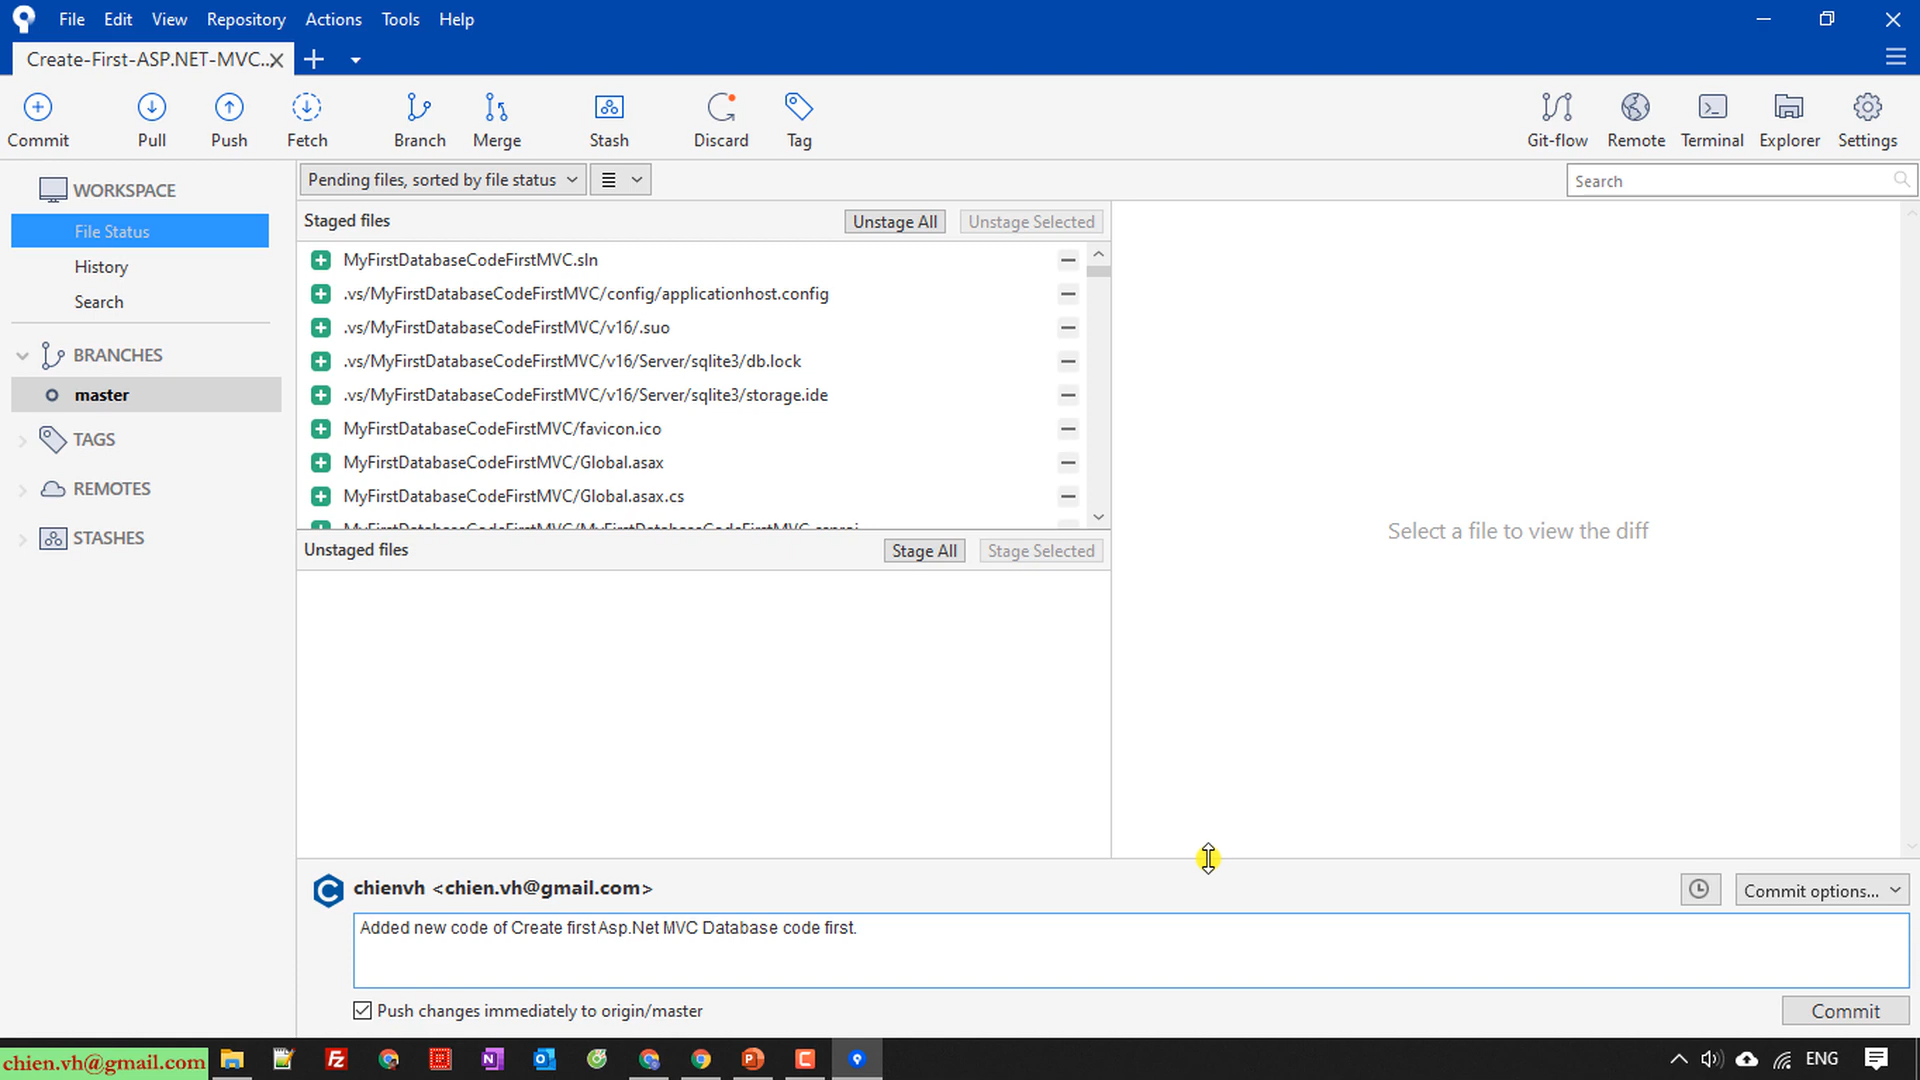 File Edit View Repository Actions Tools Help
Create-First-ASP.NET-MVC..
Commit Pull Push Fetch Branch Merge Stash Discard Tag Git-flow Remote Terminal Explorer Settings
WORKSPACE
File Status
History
Search
BRANCHES
master
TAGS
REMOTES
STASHES
Pending files, sorted by file status
Search
Staged files Unstage All Unstage Selected
MyFirstDatabaseCodeFirstMVC.sln
.vs/MyFirstDatabaseCodeFirstMVC/config/applicationhost.config
.vs/MyFirstDatabaseCodeFirstMVC/v16/.suo
.vs/MyFirstDatabaseCodeFirstMVC/v16/Server/sqlite3/db.lock
.vs/MyFirstDatabaseCodeFirstMVC/v16/Server/sqlite3/storage.ide
MyFirstDatabaseCodeFirstMVC/favicon.ico
MyFirstDatabaseCodeFirstMVC/Global.asax
MyFirstDatabaseCodeFirstMVC/Global.asax.cs
MyFirstDatabaseCodeFirstMVC/MyFirstDatabaseCodeFirstMVC.csproj
Unstaged files Stage All Stage Selected
Select a file to view the diff
chienvh <chien.vh@gmail.com>
Commit options...
Added new code of Create first Asp.Net MVC Database code first.
Push changes immediately to origin/master
Commit
chien.vh@gmail.com
ENG